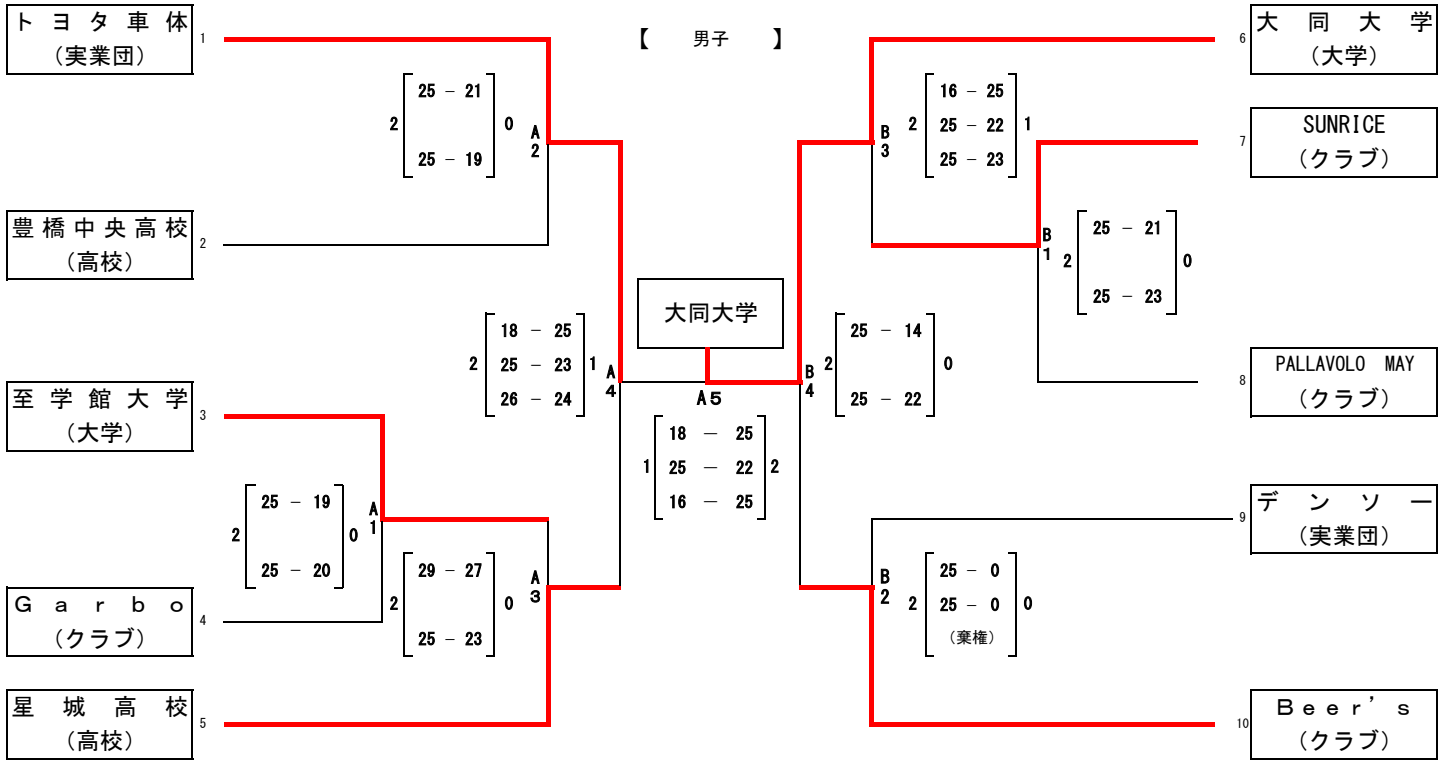 【　男子　】
トヨタ車体
（実業団）
1
25 － 21
2
0
25 － 19
A
2
豊橋中央高校
（高校）
2
18 － 25
2
25 － 23
1
26 － 24
A
4
至学館大学
（大学）
3
25 － 19
2
0
25 － 20
A
1
Garbo
（クラブ）
4
29 － 27
2
0
25 － 23
A
3
星城高校
（高校）
5
大同大学
A5
18 － 25
1
25 － 22
2
16 － 25
大同大学
（大学）
6
B
3
16 － 25
2
25 － 22
1
25 － 23
SUNRICE
（クラブ）
7
B
1
25 － 21
2
0
25 － 23
PALLAVOLO MAY
（クラブ）
8
B
4
25 － 14
2
0
25 － 22
デンソー
（実業団）
9
B
2
25 － 0
2
25 － 0
0
（棄権）
Beer's
（クラブ）
10